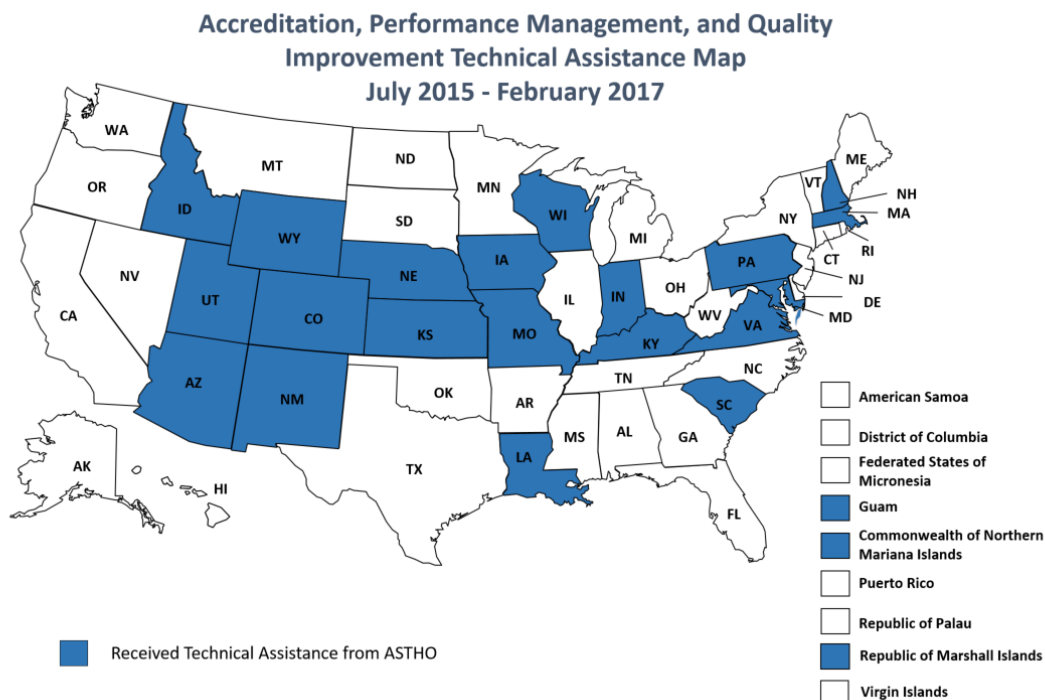 Accreditation, Performance Management, and Quality
Improvement Technical Assistance Map
July 2015 - February 2017
WA
MT
ND
MN
ME
VT
NH
OR
ID
SD
WI
NY
MA
WY
MI
RI
CT
NV
NE
IA
PA
NJ
UT
IL
IN
OH
DE
CA
CO
KS
MO
WV
VA
MD
KY
AZ
NM
OK
AR
TN
NC
SC
MS
AL
GA
LA
TX
AK
HI
FL
American Samoa
District of Columbia
Federated States of
Micronesia
Guam
Commonwealth of Northern
Mariana Islands
Puerto Rico
Republic of Palau
Republic of Marshall Islands
Virgin Islands
Received Technical Assistance from ASTHO